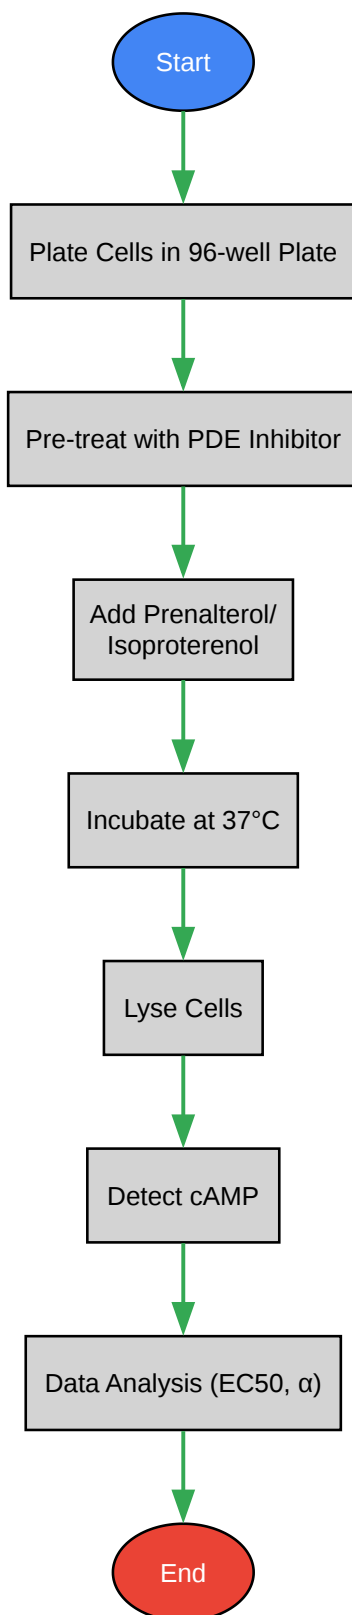 Start
Plate Cells in 96-well Plate
Pre-treat with PDE Inhibitor
Add Prenalterol/
Isoproterenol
Incubate at 37°C
Lyse Cells
Detect cAMP
Data Analysis (EC50, α)
End